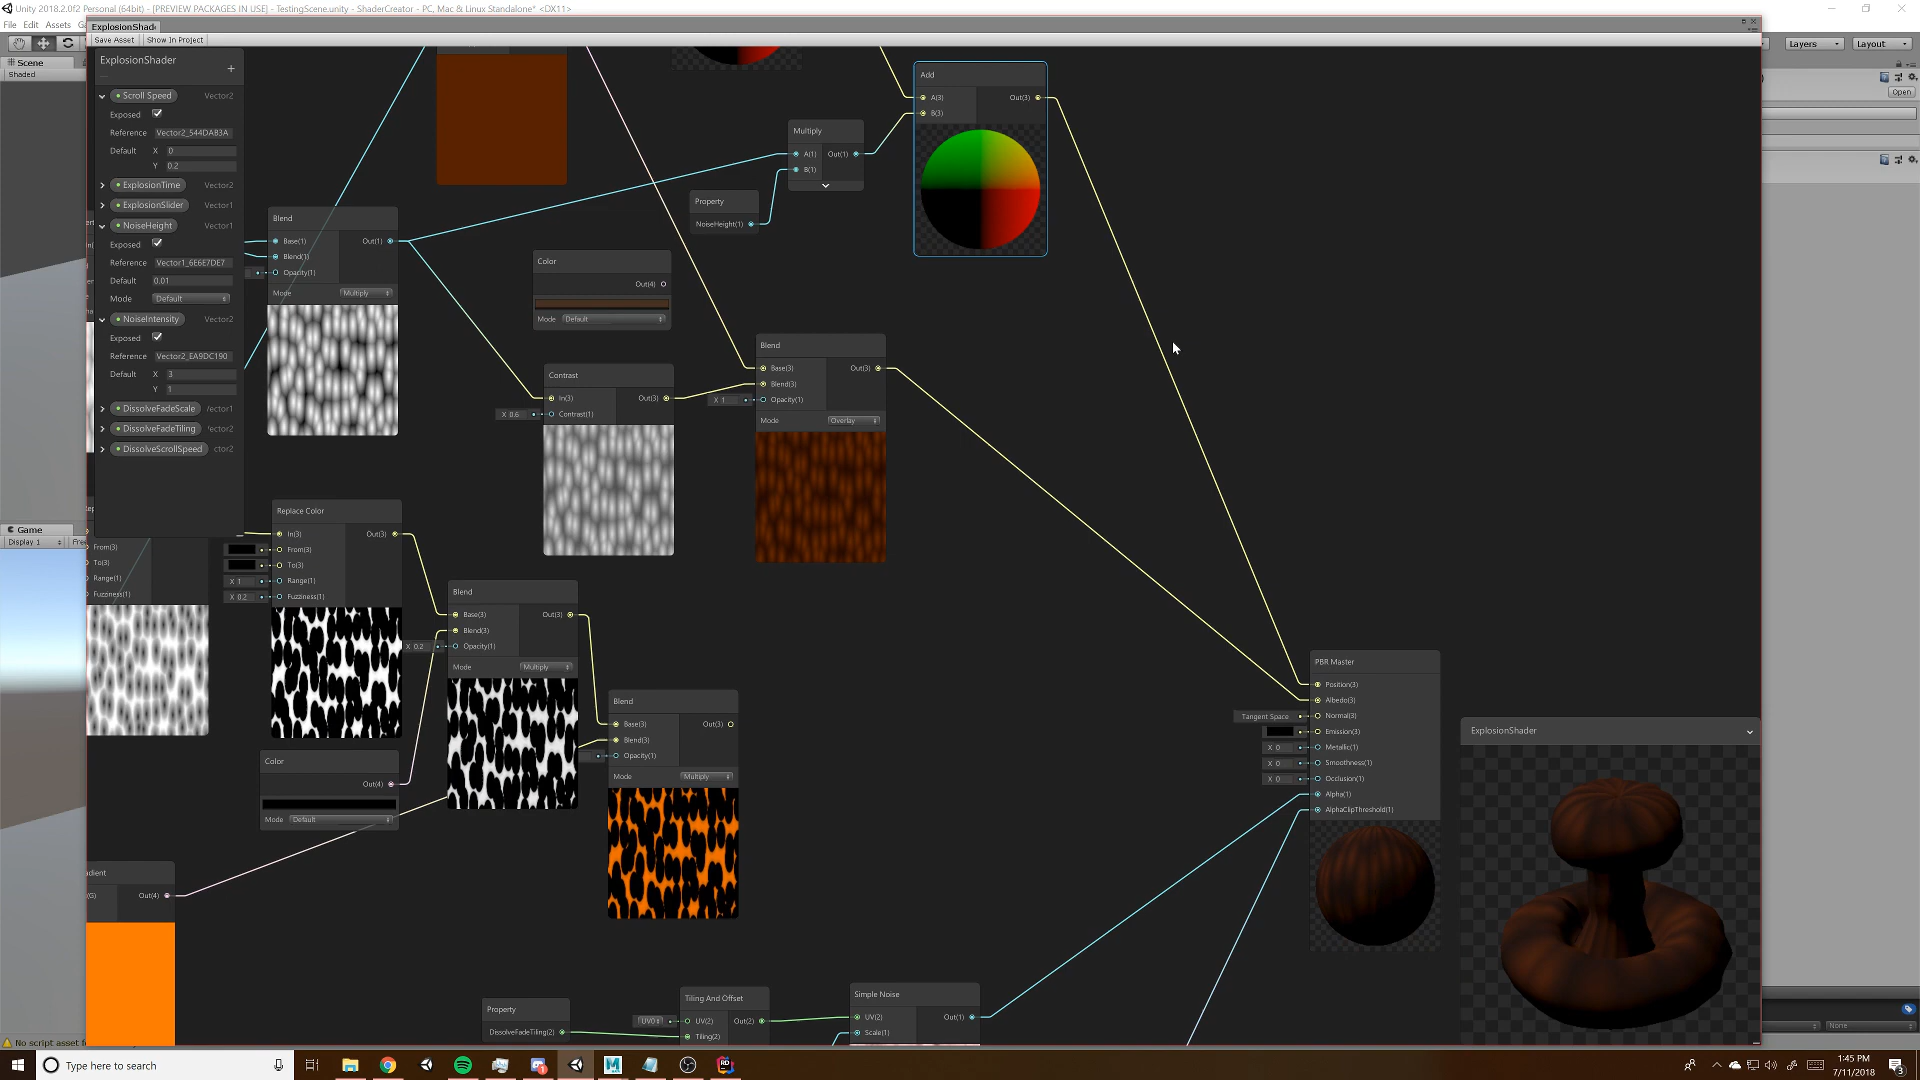 Unity 2018.2.0f2 Personal (64bit) - [PREVIEW PACKAGES IN USE] - TestingScene.unity - ShaderCreator - PC, Mac & Linux Standalone* <DX11>
File Edit Assets
ExplosionShad
Save Asset Show In Project
Scene
Shaded
Layers
Layout
Open
ExplosionShader
Scroll Speed Vector2
Exposed
Reference Vector2_544DAB3A
Default X 0
Y 0.2
ExplosionTime Vector2
ExplosionSlider Vector1
NoiseHeight Vector1
Exposed
Reference Vector1_6E6E7DE7
Default 0.01
Mode Default
NoiseIntensity Vector2
Exposed
Reference Vector2_EA9DC190
Default X 3
Y 1
DissolveFadeScale
DissolveFadeTiling
DissolveScrollSpeed
Game
Display 1 Fre
Add
A(3) Out(3)
B(3)
Multiply
A(1) Out(1)
B(1)
Property
NoiseHeight(1)
Blend
Base(1) Out(1)
Blend(1)
Opacity(1)
Mode Multiply
Color
Out(4)
Mode Default
Contrast
In(3) Out(3)
X 0.6 Contrast(1)
Blend
Base(3) Out(3)
Blend(3)
X 1 Opacity(1)
Mode Overlay
From(3)
To(3)
Range(1)
Fuzziness(1)
Replace Color
In(3) Out(3)
From(3)
To(3)
X 1 Range(1)
X 0.2 Fuzziness(1)
Blend
Base(3) Out(3)
Blend(3)
X 0.2 Opacity(1)
Mode Multiply
Blend
Base(3) Out(3)
Blend(3)
Opacity(1)
Mode Multiply
Color
Out(4)
Mode Default
adient
(G) Out(4)
Property
DissolveFadeTiling(2)
Tiling And Offset
UV0 UV(2) Out(2)
Tiling(2)
Simple Noise
UV(2) Out(1)
Scale(1)
PBR Master
Position(3)
Albedo(3)
Tangent Space Normal(3)
Emission(3)
X 0 Metallic(1)
X 0 Smoothness(1)
X 0 Occlusion(1)
Alpha(1)
AlphaClipThreshold(1)
ExplosionShader
None
No script asset f
Type here to search
1:45 PM
7/11/2018
3